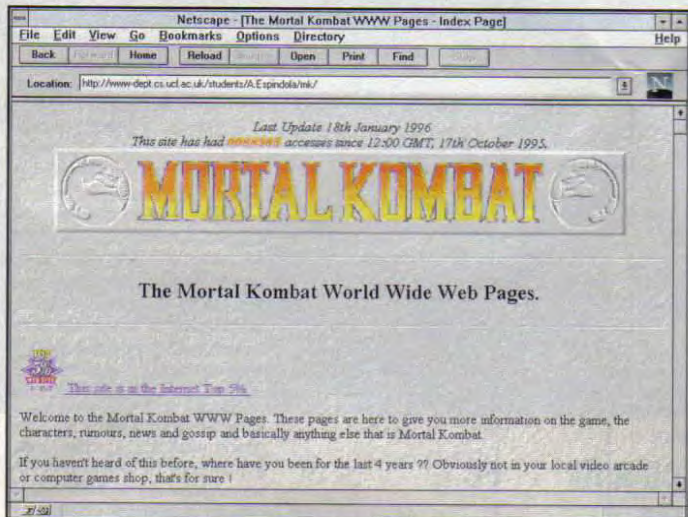 Netscape - [The Mortal Kombat WWW Pages - Index Page]
File Edit View Go Bookmarks Options Directory Help
Back Forward Home Reload Open Print Find Stop
Location: http://www-dept.cs.ucl.ac.uk/students/A.Espindola/mk/
N
Last Update 18th January 1996
This site has had accesses since 12:00 GMT, 17th October 1995.
MORTAL KOMBAT
The Mortal Kombat World Wide Web Pages.
5%
This site is in the Internet Top 5%
Welcome to the Mortal Kombat WWW Pages. These pages are here to give you more information on the game, the
characters, rumours, news and gossip and basically anything else that is Mortal Kombat
If you haven't heard of this before, where have you been for the last 4 years ?? Obviously not in your local video arcade
or computer games shop, that's for sure !